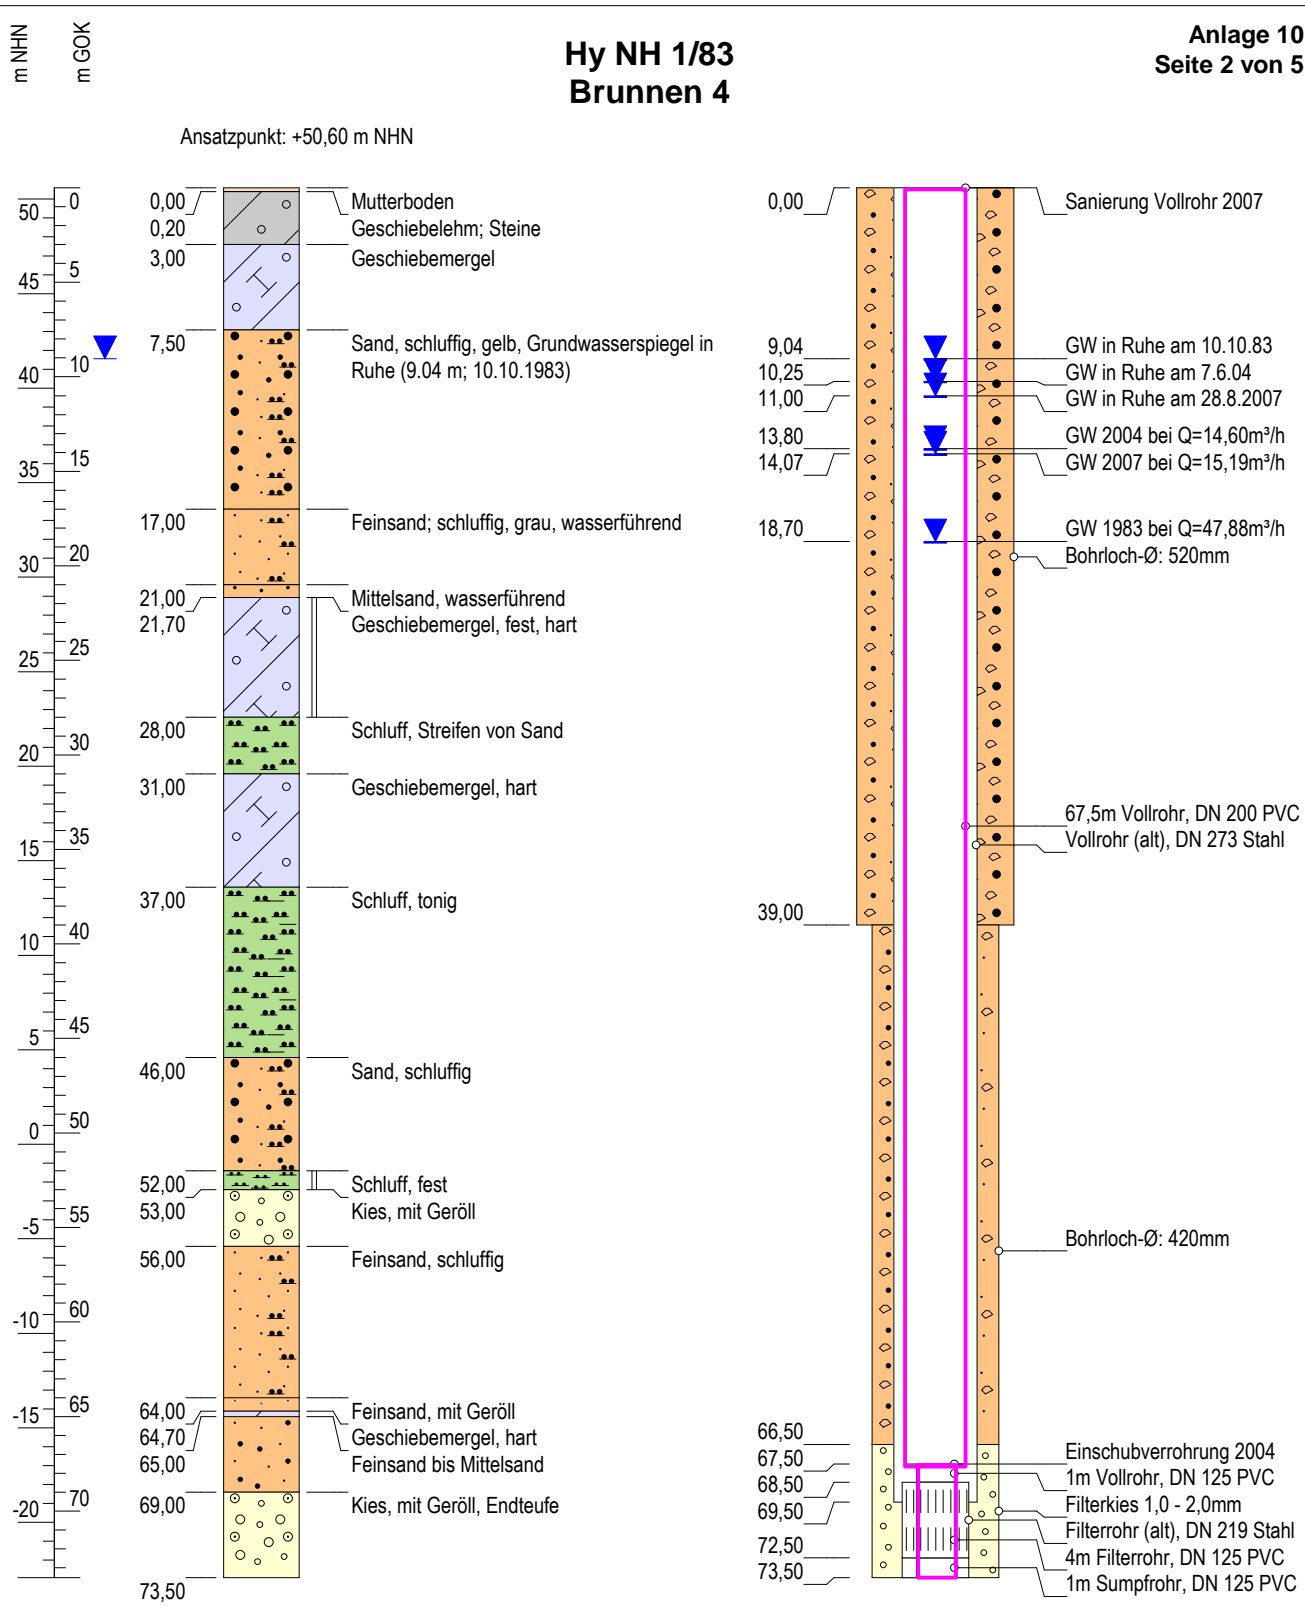 m NHN
m GOK
Hy NH 1/83
Brunnen 4
Anlage 10
Seite 2 von 5
Ansatzpunkt: +50,60 m NHN
50
45
40
35
30
25
20
15
10
5
0
-5
-10
-15
-20
0
5
10
15
20
25
30
35
40
45
50
55
60
65
70
0,00 Mutterboden
0,20 Geschiebelehm; Steine
3,00 Geschiebemergel
7,50 Sand, schluffig, gelb, Grundwasserspiegel in
Ruhe (9.04 m; 10.10.1983)
17,00 Feinsand; schluffig, grau, wasserführend
21,00 Mittelsand, wasserführend
21,70 Geschiebemergel, fest, hart
28,00 Schluff, Streifen von Sand
31,00 Geschiebemergel, hart
37,00 Schluff, tonig
46,00 Sand, schluffig
52,00 Schluff, fest
53,00 Kies, mit Geröll
56,00 Feinsand, schluffig
64,00 Feinsand, mit Geröll
64,70 Geschiebemergel, hart
65,00 Feinsand bis Mittelsand
69,00 Kies, mit Geröll, Endteufe
73,50
0,00 Sanierung Vollrohr 2007
9,04 GW in Ruhe am 10.10.83
10,25 GW in Ruhe am 7.6.04
11,00 GW in Ruhe am 28.8.2007
13,80 GW 2004 bei Q=14,60m³/h
14,07 GW 2007 bei Q=15,19m³/h
18,70 GW 1983 bei Q=47,88m³/h
Bohrloch-Ø: 520mm
67,5m Vollrohr, DN 200 PVC
Vollrohr (alt), DN 273 Stahl
39,00
Bohrloch-Ø: 420mm
66,50
67,50 Einschubverrohrung 2004
68,50 1m Vollrohr, DN 125 PVC
69,50 Filterkies 1,0 - 2,0mm
Filterrohr (alt), DN 219 Stahl
72,50 4m Filterrohr, DN 125 PVC
73,50 1m Sumpfrohr, DN 125 PVC